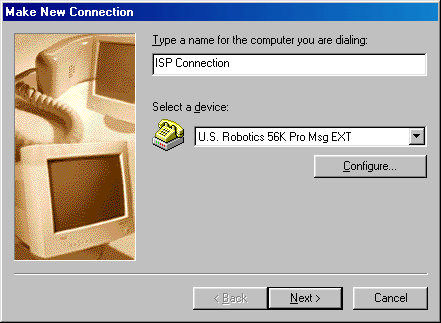 Make New Connection
Type a name for the computer you are dialing:
ISP Connection
Select a device:
U.S. Robotics 56K Pro Msg EXT
Configure...
< Back
Next >
Cancel